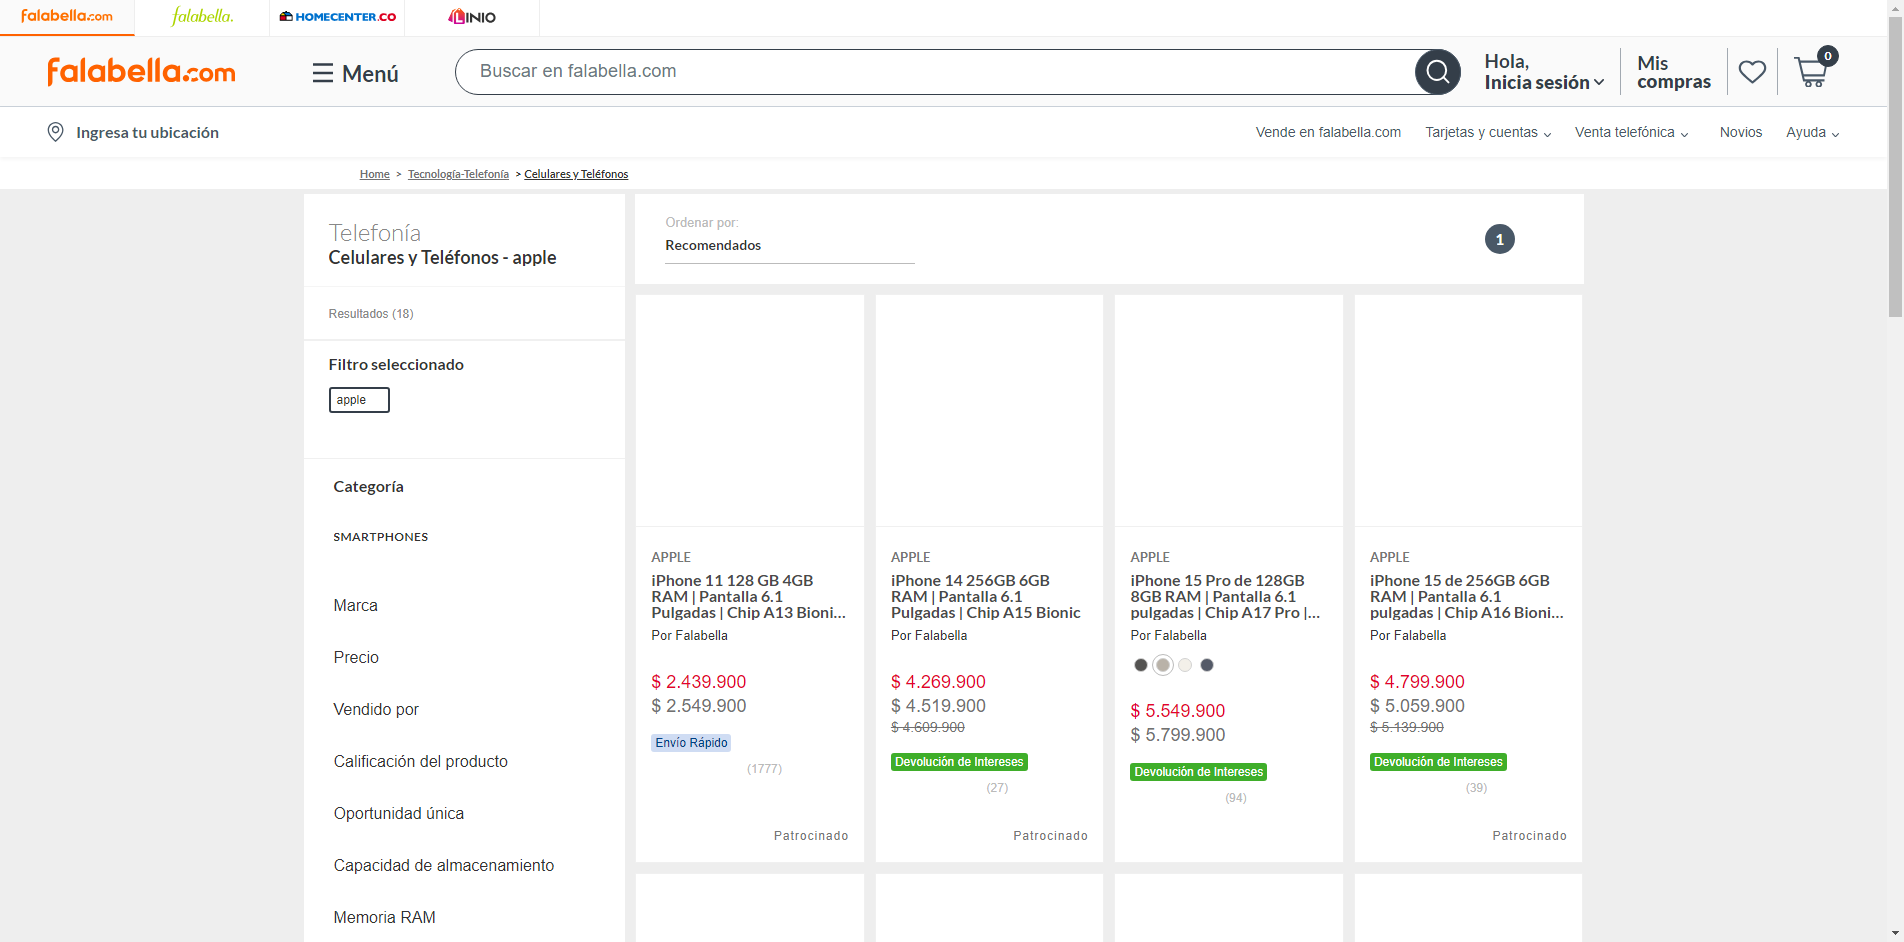 falabella.com
falabella.
HOMECENTER.CO
LINIO
falabella.com
Menú
Buscar en falabella.com
Hola,
Inicia sesión
Mis
compras
0
Ingresa tu ubicación
Vende en falabella.com
Tarjetas y cuentas
Venta telefónica
Novios
Ayuda
Home > Tecnología-Telefonía > Celulares y Teléfonos
Telefonía
Celulares y Teléfonos - apple
Resultados (18)
Filtro seleccionado
apple
Categoría
SMARTPHONES
Marca
Precio
Vendido por
Calificación del producto
Oportunidad única
Capacidad de almacenamiento
Memoria RAM
Ordenar por:
Recomendados
1
APPLE
iPhone 11 128 GB 4GB
RAM | Pantalla 6.1
Pulgadas | Chip A13 Bioni...
Por Falabella
$ 2.439.900
$ 2.549.900
Envío Rápido
(1777)
Patrocinado
APPLE
iPhone 14 256GB 6GB
RAM | Pantalla 6.1
Pulgadas | Chip A15 Bionic
Por Falabella
$ 4.269.900
$ 4.519.900
$ 4.609.900
Devolución de Intereses
(27)
Patrocinado
APPLE
iPhone 15 Pro de 128GB
8GB RAM | Pantalla 6.1
pulgadas | Chip A17 Pro |...
Por Falabella
$ 5.549.900
$ 5.799.900
Devolución de Intereses
(94)
APPLE
iPhone 15 de 256GB 6GB
RAM | Pantalla 6.1
pulgadas | Chip A16 Bioni...
Por Falabella
$ 4.799.900
$ 5.059.900
$ 5.139.900
Devolución de Intereses
(39)
Patrocinado